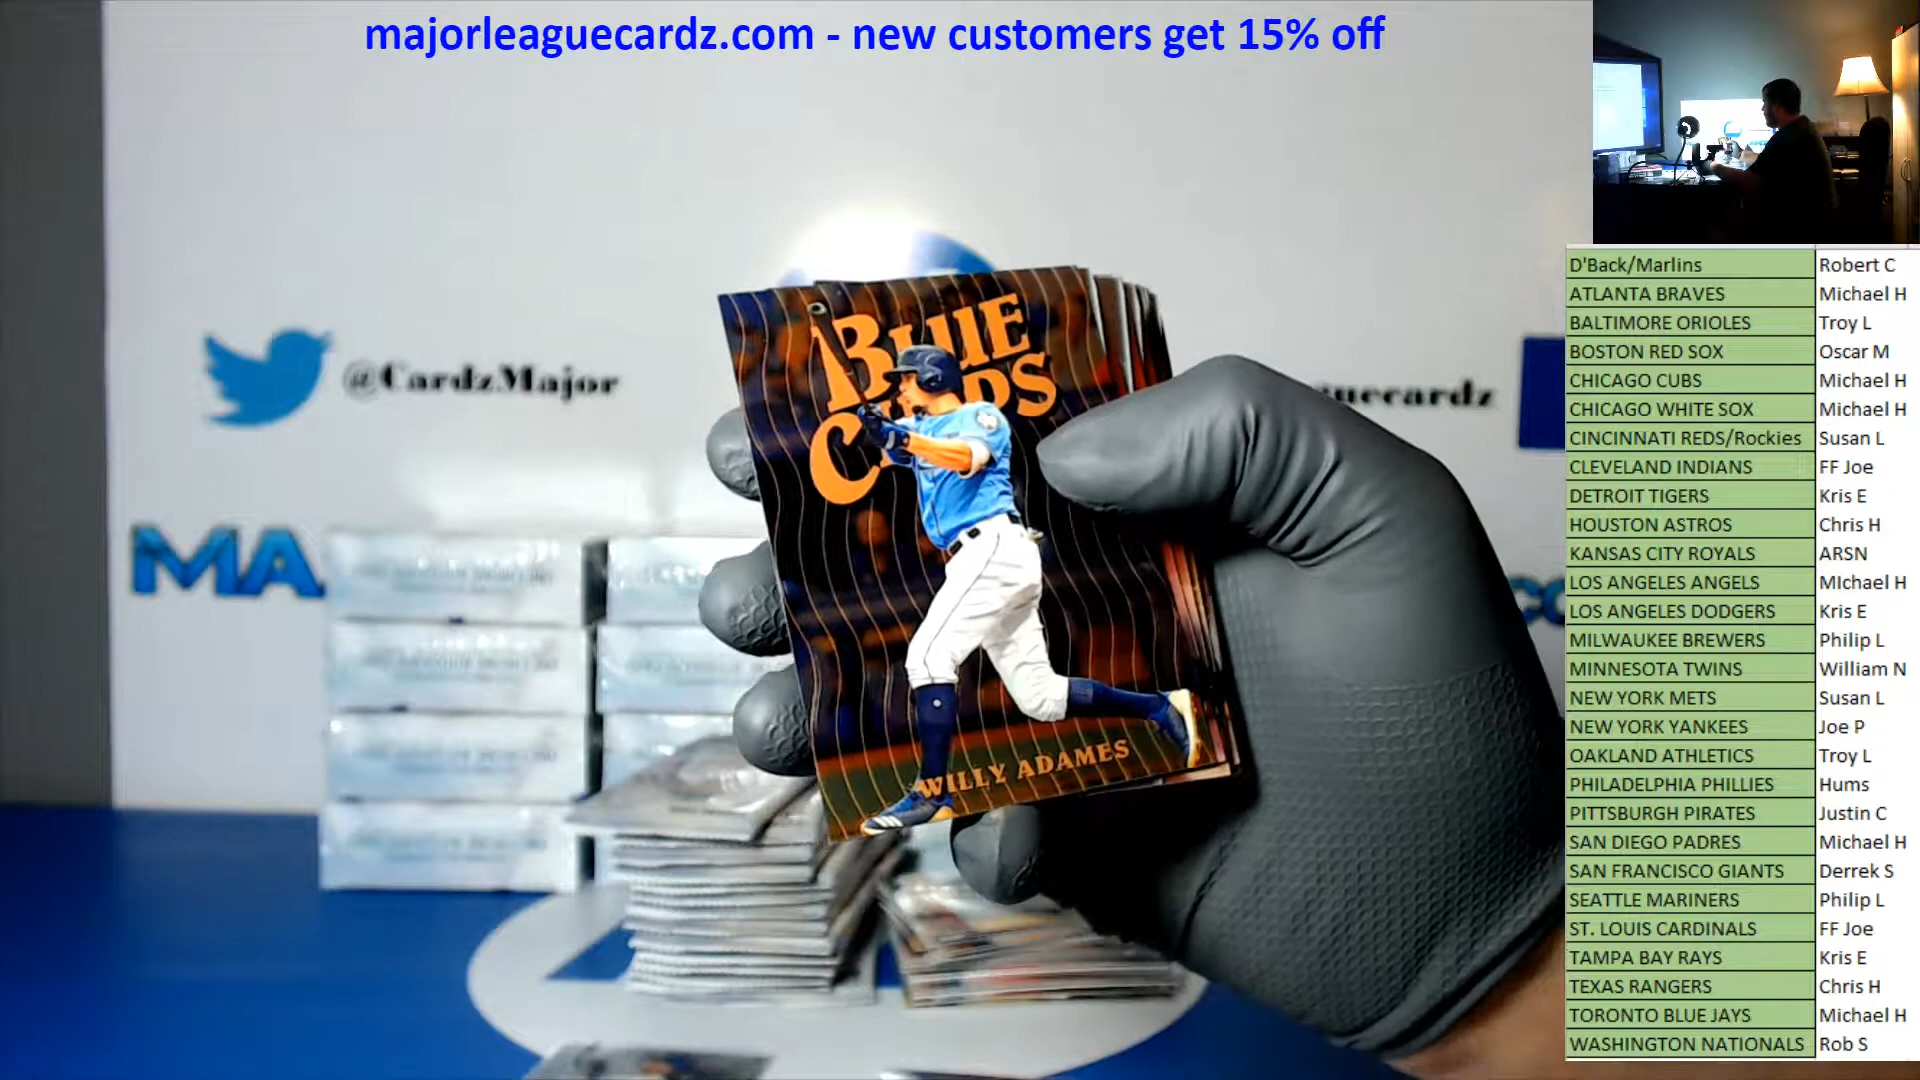 majorleaguecardz.com - new customers get 15% off
@CardzMajor
guecardz
MA
BLUE
WILLY ADAMES
D'Back/Marlins Robert C
ATLANTA BRAVES Michael H
BALTIMORE ORIOLES Troy L
BOSTON RED SOX Oscar M
CHICAGO CUBS Michael H
CHICAGO WHITE SOX Michael H
CINCINNATI REDS/Rockies Susan L
CLEVELAND INDIANS FF Joe
DETROIT TIGERS Kris E
HOUSTON ASTROS Chris H
KANSAS CITY ROYALS ARSN
LOS ANGELES ANGELS MIchael H
LOS ANGELES DODGERS Kris E
MILWAUKEE BREWERS Philip L
MINNESOTA TWINS William N
NEW YORK METS Susan L
NEW YORK YANKEES Joe P
OAKLAND ATHLETICS Troy L
PHILADELPHIA PHILLIES Hums
PITTSBURGH PIRATES Justin C
SAN DIEGO PADRES Michael H
SAN FRANCISCO GIANTS Derrek S
SEATTLE MARINERS Philip L
ST. LOUIS CARDINALS FF Joe
TAMPA BAY RAYS Kris E
TEXAS RANGERS Chris H
TORONTO BLUE JAYS Michael H
WASHINGTON NATIONALS Rob S